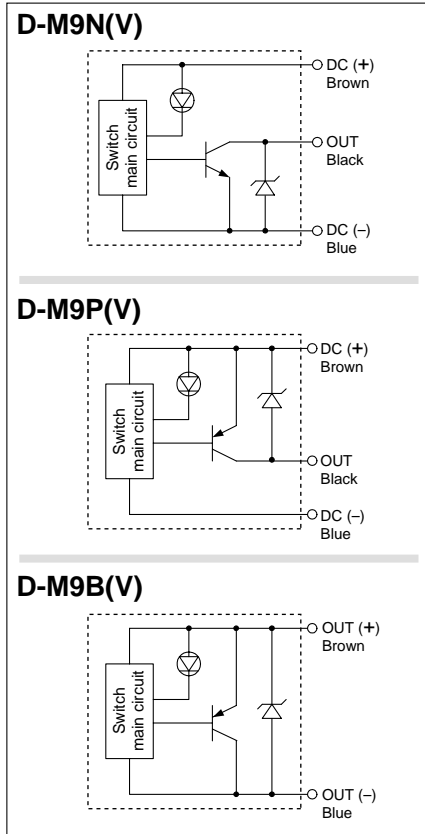 D-M9N(V)
DC (+)
Brown
Switch
main circuit
OUT
Black
DC (–)
Blue
D-M9P(V)
DC (+)
Brown
Switch
main circuit
OUT
Black
DC (–)
Blue
D-M9B(V)
OUT (+)
Brown
Switch
main circuit
OUT (–)
Blue